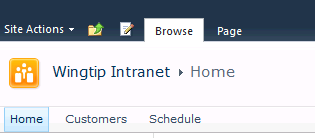 Site Actions Browse Page
Wingtip Intranet Home
Home Customers Schedule